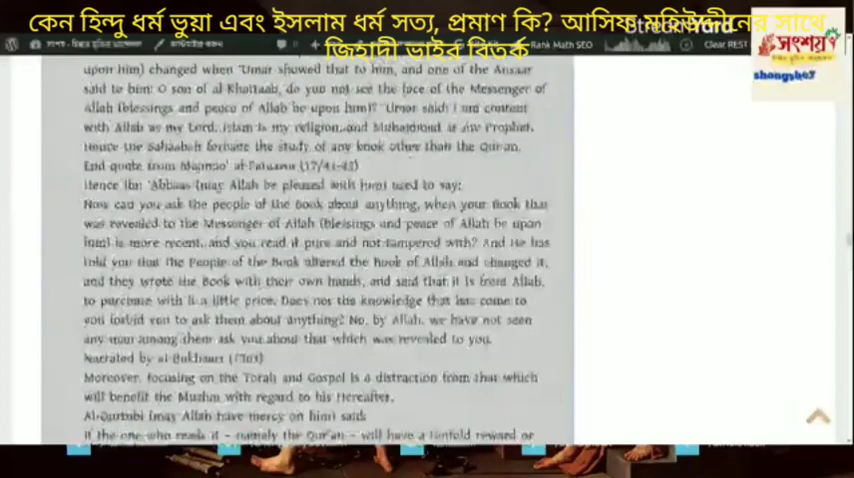 কেন হিন্দু ধর্ম ভুয়া এবং ইসলাম ধর্ম সত্য, প্রমাণ কি? আসিফ মহিউদ্দীনের সাথে
জিহাদী ভাইর বিতর্ক
StreamYard
Rank Math SEO
Clear REST
সংশয়
shongshoy
upon him) changed when 'Umar showed that to him, and one of the Ansaar
said to him: O son of al-Khattaab, do you not see the face of the Messenger of
Allah (blessings and peace of Allah be upon him)? 'Umar said: I am content
with Allah as my Lord, Islam is my religion, and Muhammad as my Prophet.
Hence the Sahaabah forbade the study of any book other than the Qur'an.
End quote from Majmoo' al-Fataawa (17/41-42)
Hence Ibn 'Abbaas (may Allah be pleased with him) used to say:
How can you ask the people of the Book about anything, when your Book that
was revealed to the Messenger of Allah (blessings and peace of Allah be upon
him) is more recent, and you read it pure and not tampered with? And He has
told you that the People of the Book altered the book of Allah and changed it,
and they wrote the Book with their own hands, and said that it is from Allah,
to purchase with it a little price. Does not the knowledge that has come to
you forbid you to ask them about anything? No, by Allah, we have not seen
any man among them ask you about that which was revealed to you.
Narrated by al-Bukhaari
Moreover, focusing on the Torah and Gospel is a distraction from that which
will benefit the Muslim with regard to his Hereafter.
Al-Qurtubi (may Allah have mercy on him) said:
If the one who reads it – namely the Qur'an – will have a tenfold reward or